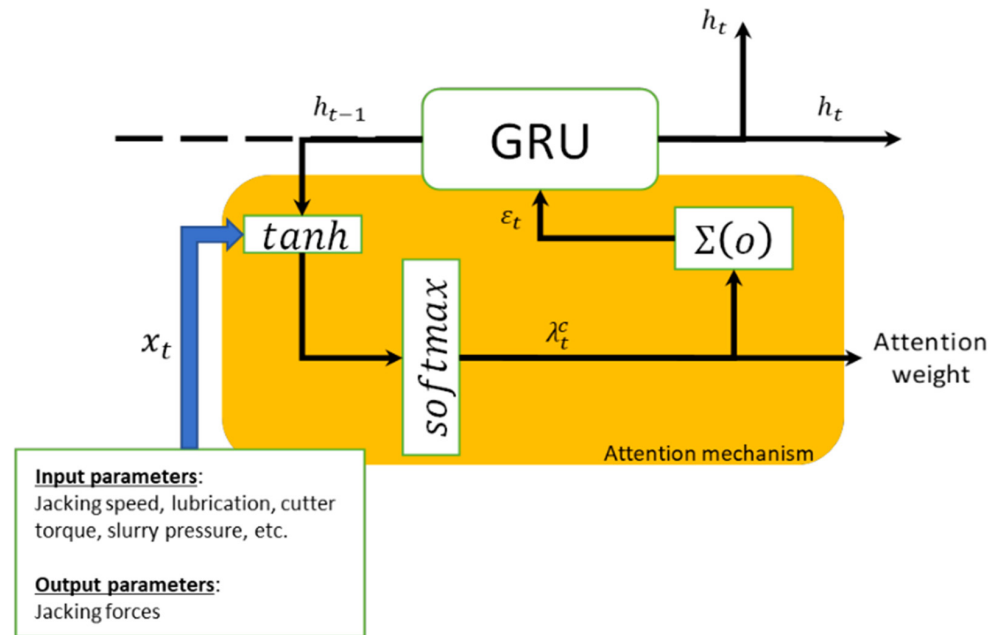 h_t
h_{t−1}
GRU
h_t
ε_t
tanh
Σ(o)
softmax
λ_t^c
x_t
Attention
weight
Attention mechanism
Input parameters:
Jacking speed, lubrication, cutter
torque, slurry pressure, etc.
Output parameters:
Jacking forces